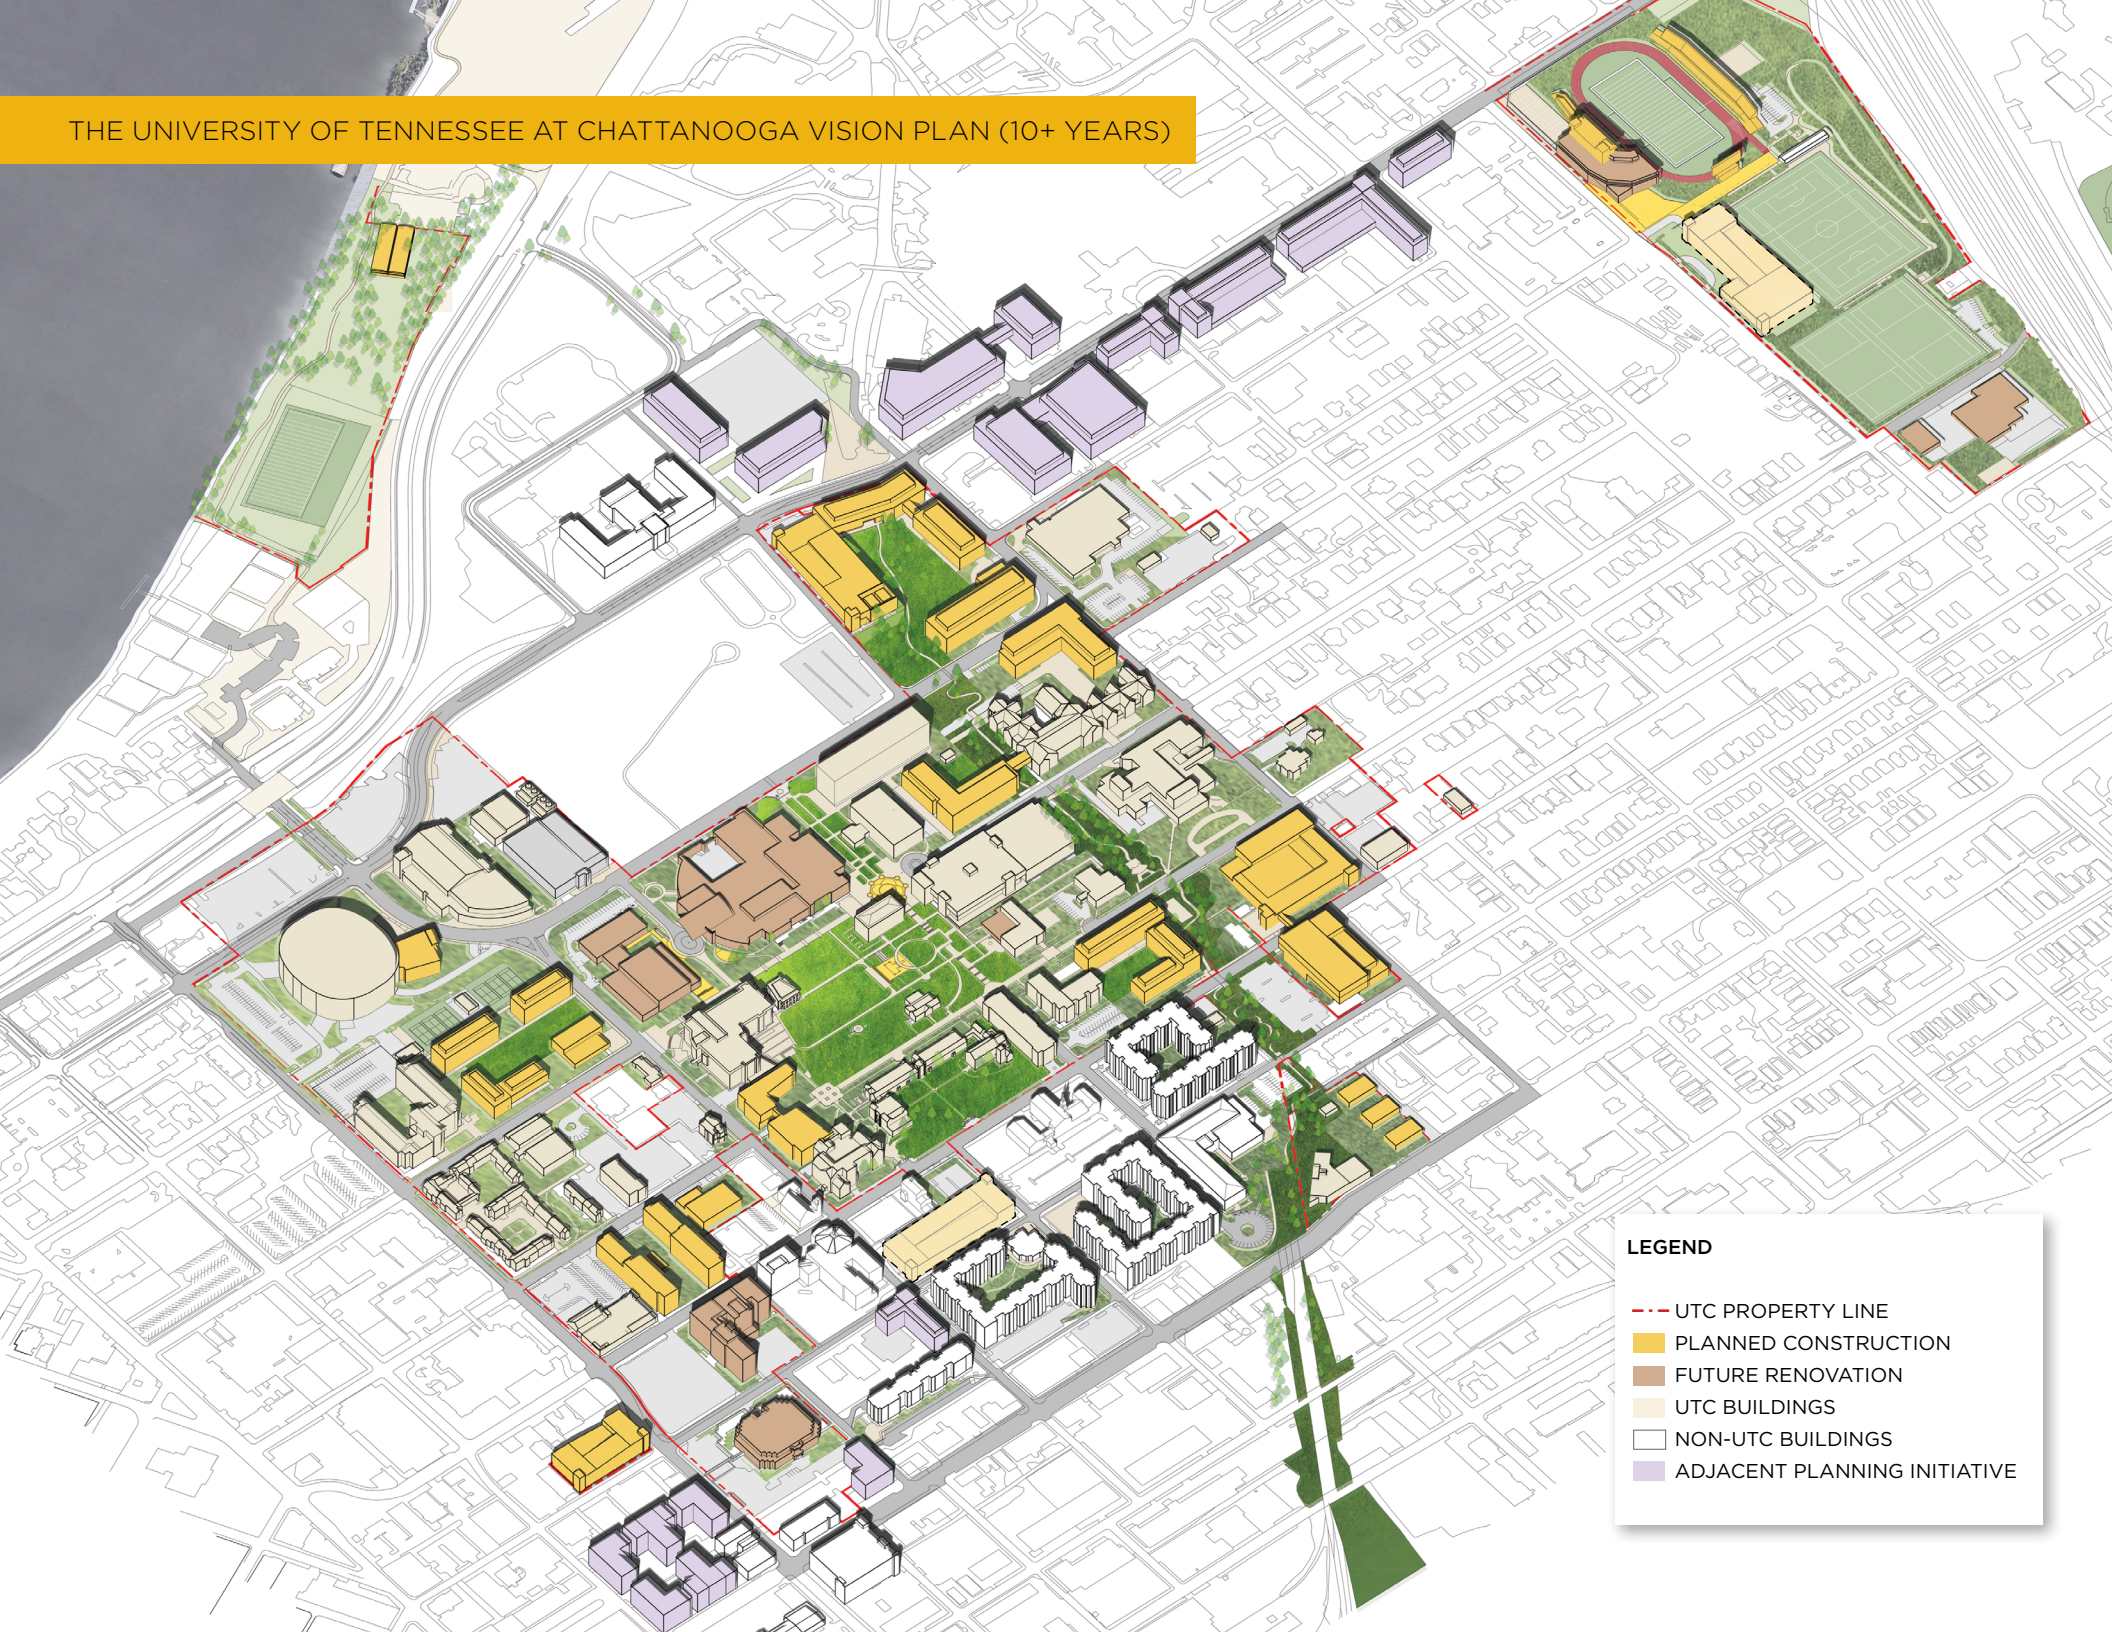 THE UNIVERSITY OF TENNESSEE AT CHATTANOOGA VISION PLAN (10+ YEARS)
LEGEND
UTC PROPERTY LINE
PLANNED CONSTRUCTION
FUTURE RENOVATION
UTC BUILDINGS
NON-UTC BUILDINGS
ADJACENT PLANNING INITIATIVE